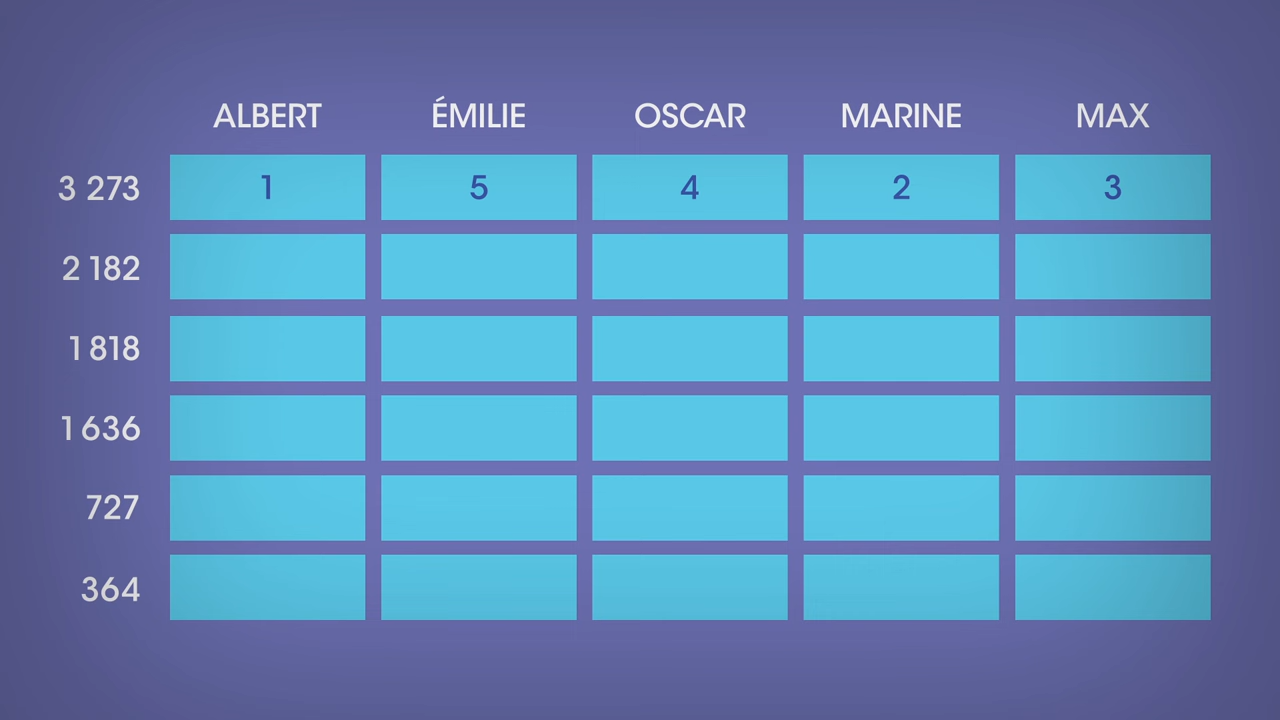 ALBERT ÉMILIE OSCAR MARINE MAX
3 273 1 5 4 2 3
2 182
1 818
1 636
727
364